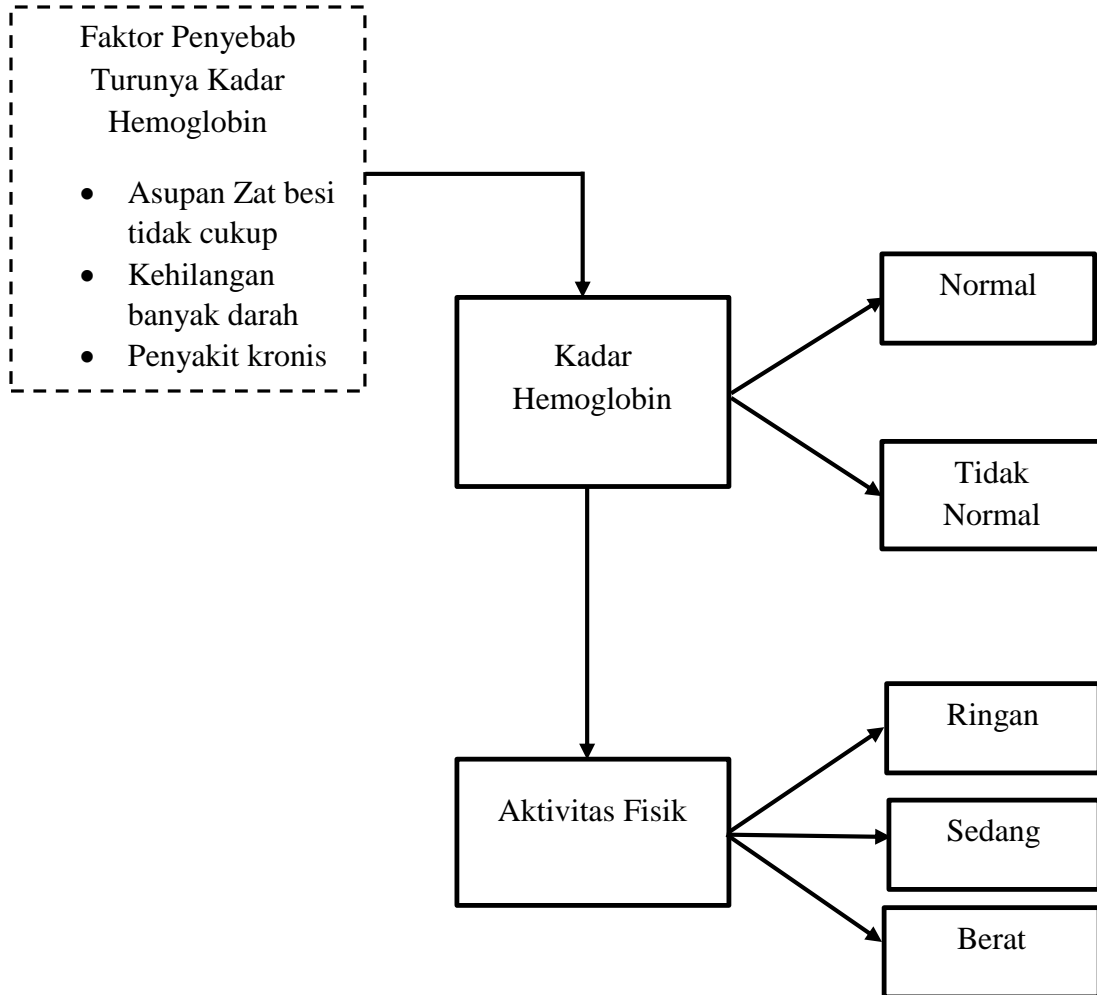 Faktor Penyebab
Turunya Kadar
Hemoglobin
• Asupan Zat besi
tidak cukup
• Kehilangan
banyak darah
• Penyakit kronis
Kadar
Hemoglobin
Normal
Tidak
Normal
Aktivitas Fisik
Ringan
Sedang
Berat